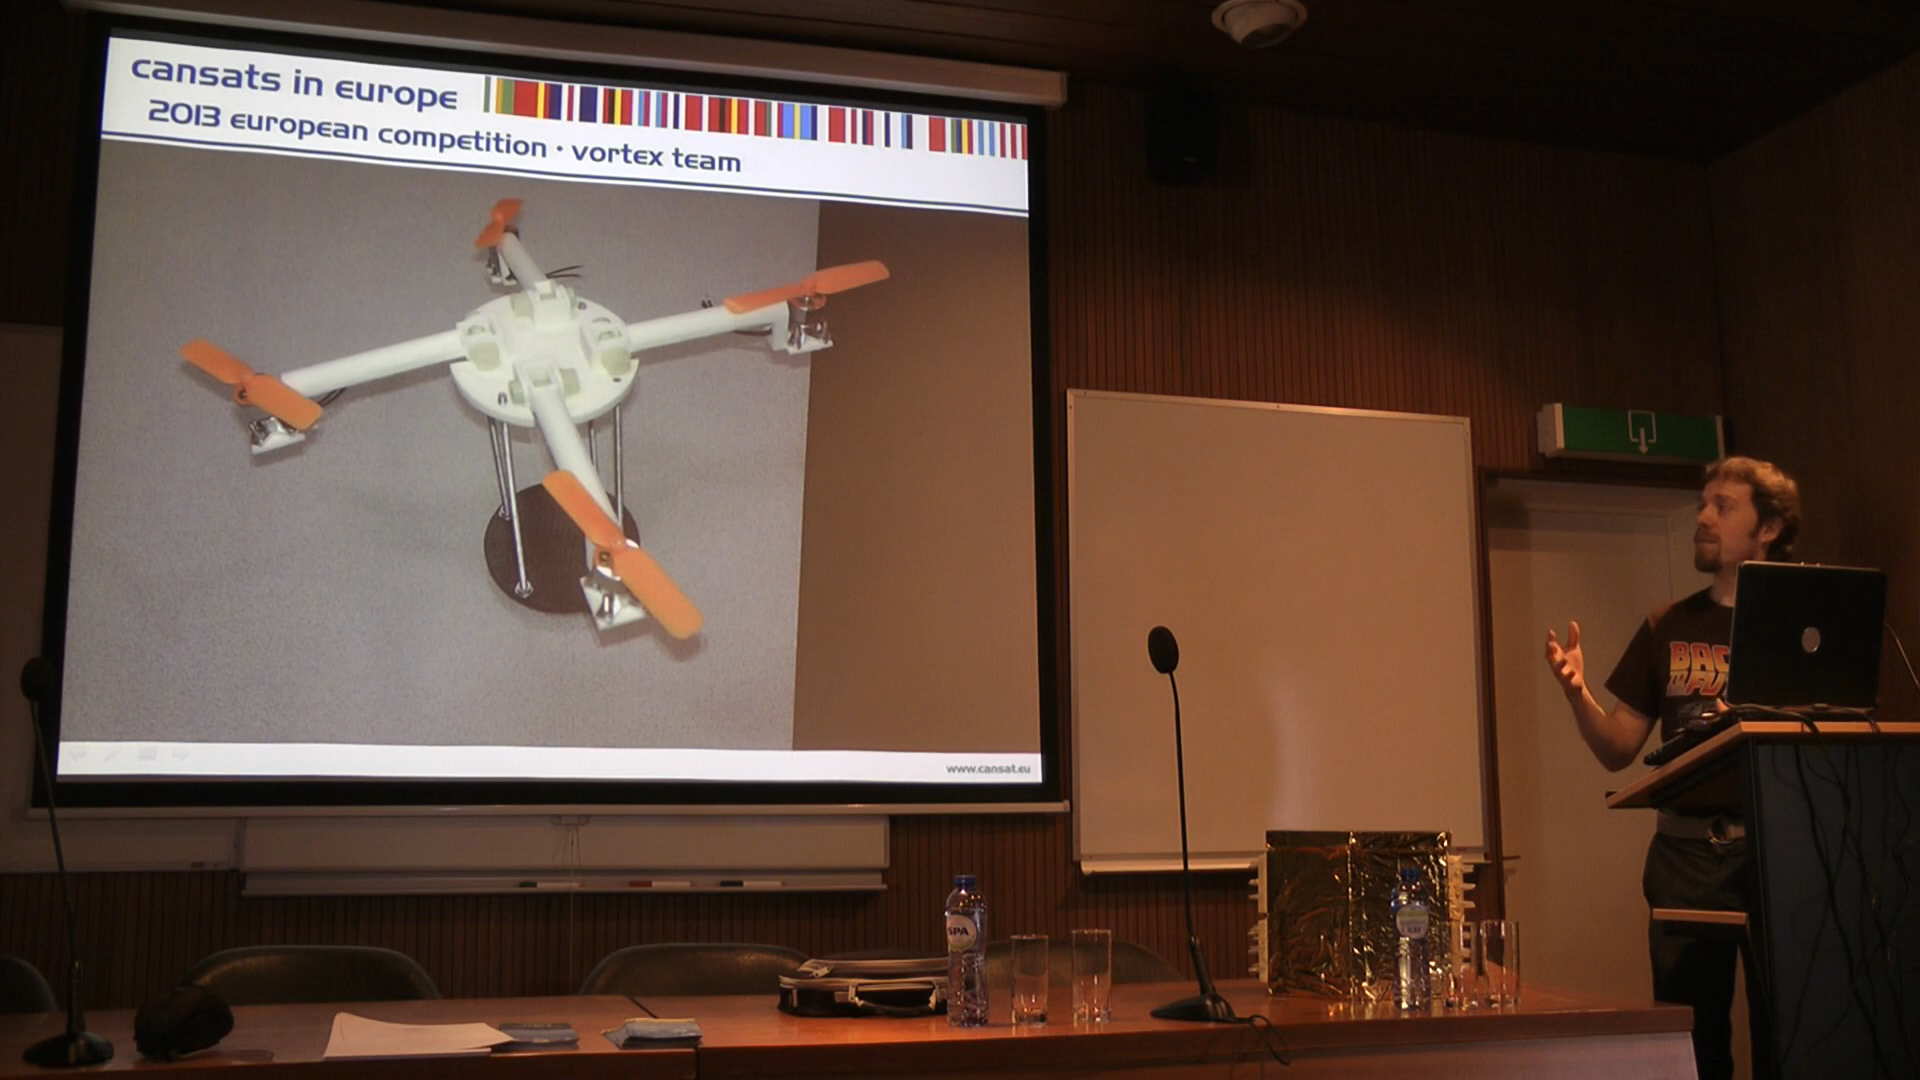 cansats in europe
2013 european competition · vortex team
www.cansat.eu
SPA